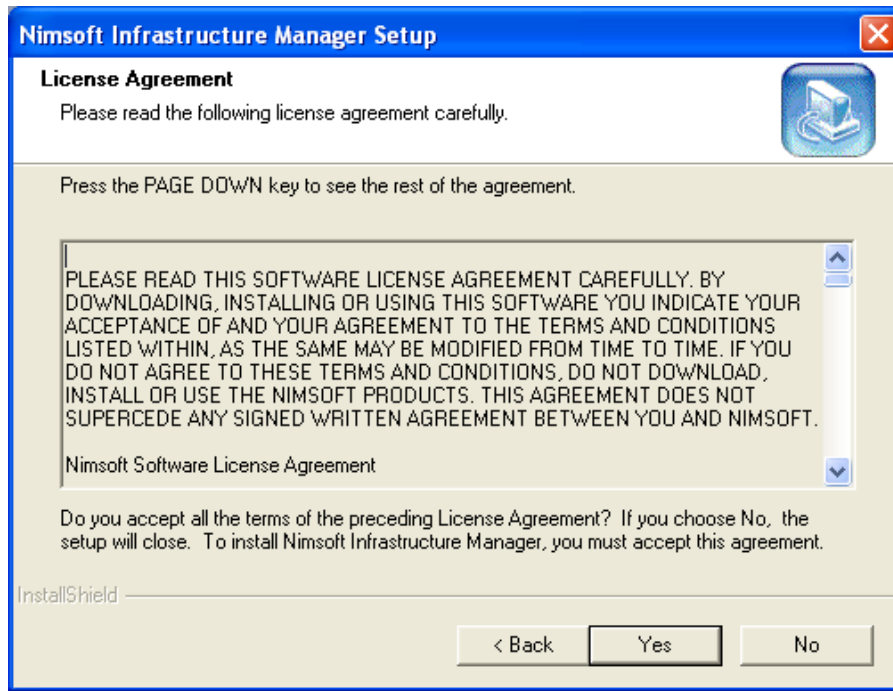 Nimsoft Infrastructure Manager Setup
License Agreement
Please read the following license agreement carefully.
Press the PAGE DOWN key to see the rest of the agreement.
PLEASE READ THIS SOFTWARE LICENSE AGREEMENT CAREFULLY. BY
DOWNLOADING, INSTALLING OR USING THIS SOFTWARE YOU INDICATE YOUR
ACCEPTANCE OF AND YOUR AGREEMENT TO THE TERMS AND CONDITIONS
LISTED WITHIN, AS THE SAME MAY BE MODIFIED FROM TIME TO TIME. IF YOU
DO NOT AGREE TO THESE TERMS AND CONDITIONS, DO NOT DOWNLOAD,
INSTALL OR USE THE NIMSOFT PRODUCTS. THIS AGREEMENT DOES NOT
SUPERCEDE ANY SIGNED WRITTEN AGREEMENT BETWEEN YOU AND NIMSOFT.
Nimsoft Software License Agreement
Do you accept all the terms of the preceding License Agreement? If you choose No, the
setup will close. To install Nimsoft Infrastructure Manager, you must accept this agreement.
InstallShield
< Back Yes No